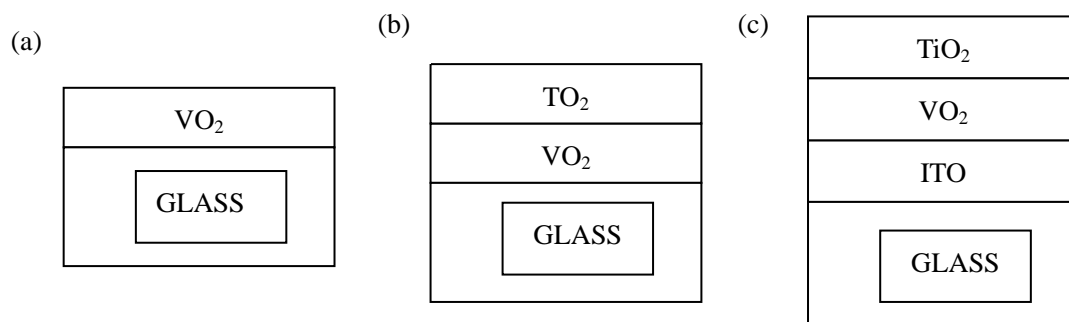 (a)
VO₂
GLASS
(b)
TO₂
VO₂
GLASS
(c)
TiO₂
VO₂
ITO
GLASS